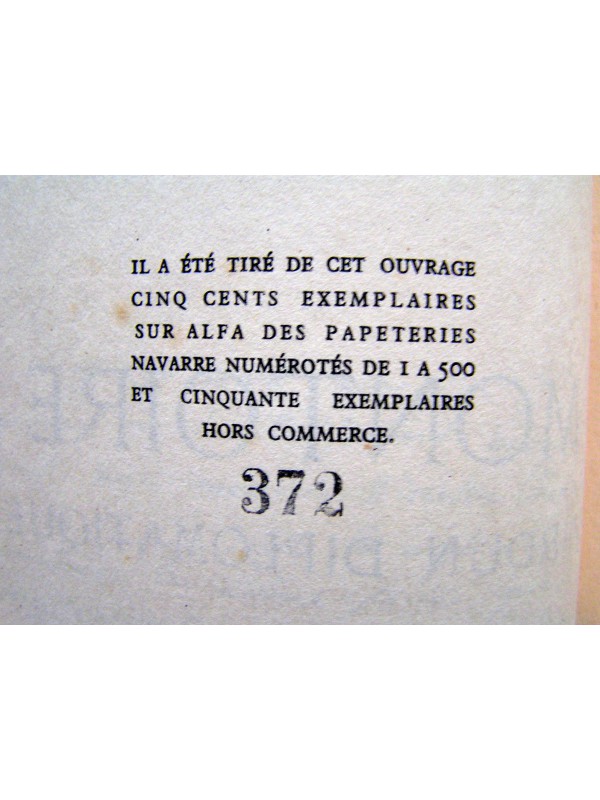 IL A ÉTÉ TIRÉ DE CET OUVRAGE
CINQ CENTS EXEMPLAIRES
SUR ALFA DES PAPETERIES
NAVARRE NUMÉROTÉS DE I A 500
ET CINQUANTE EXEMPLAIRES
HORS COMMERCE.
372